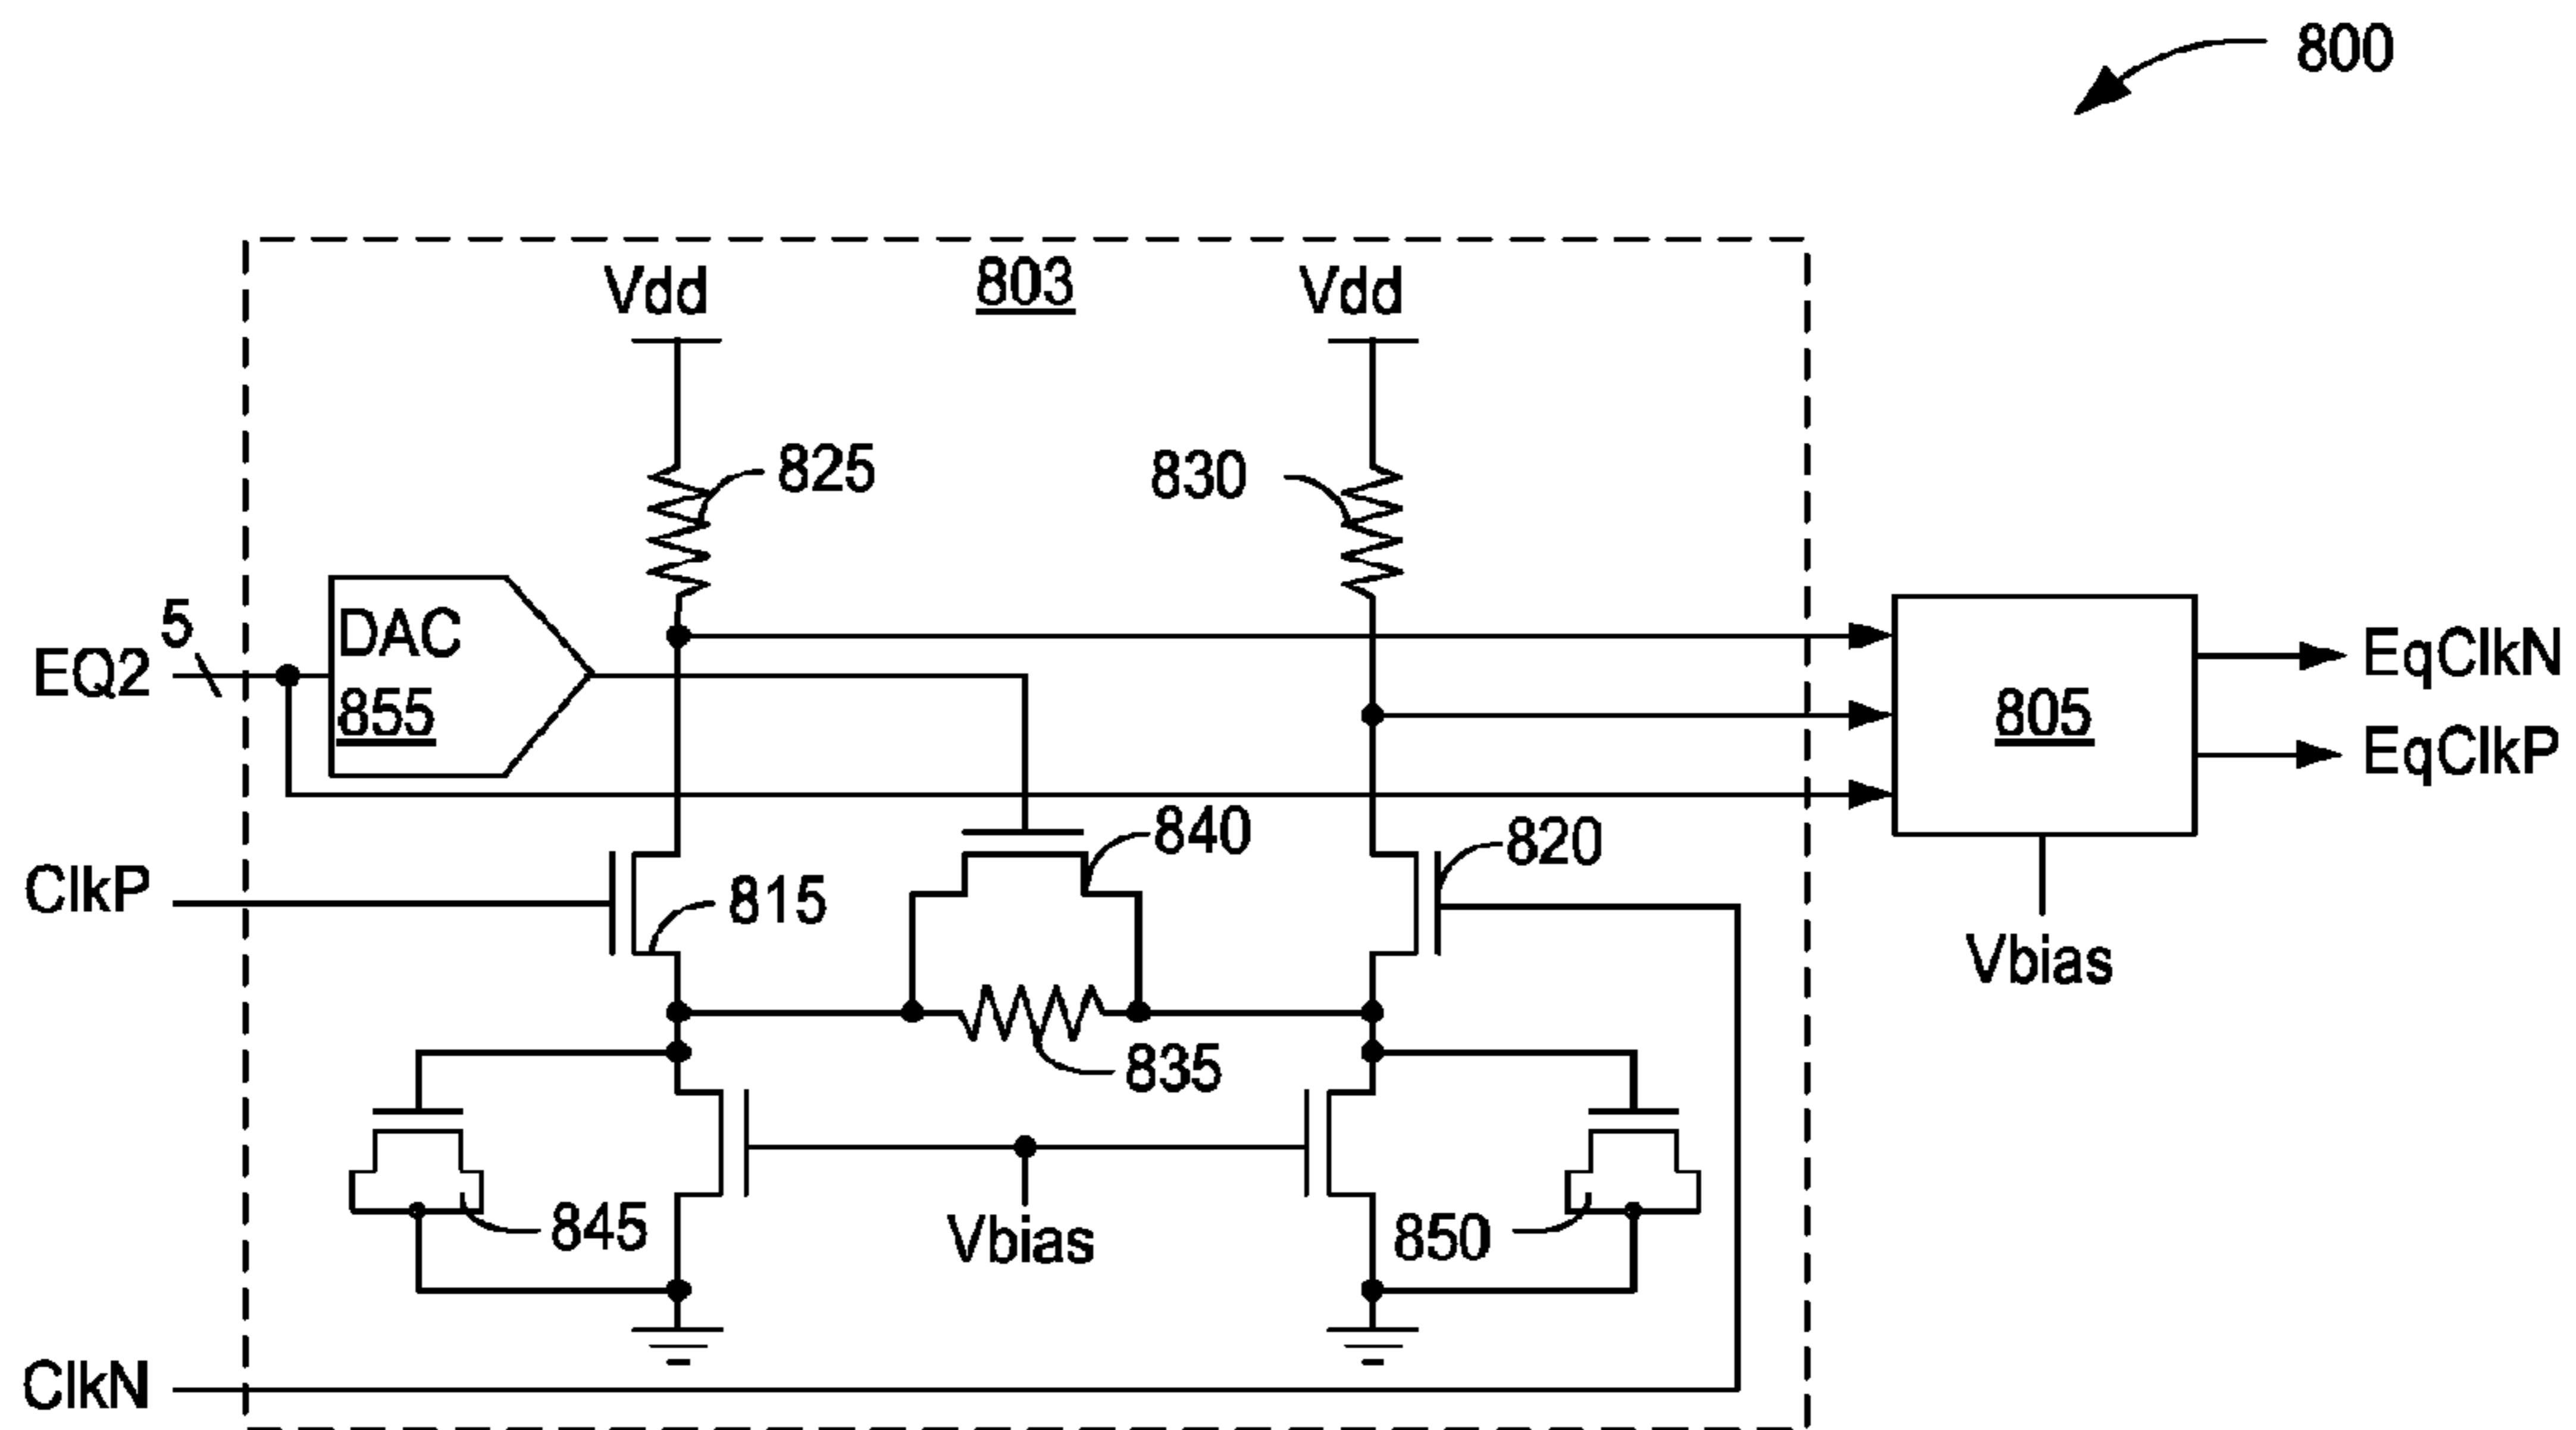 800
803
Vdd
Vdd
825
830
5
EQ2
DAC
855
805
EqClkN
EqClkP
840
820
ClkP
815
Vbias
835
845
Vbias
850
ClkN